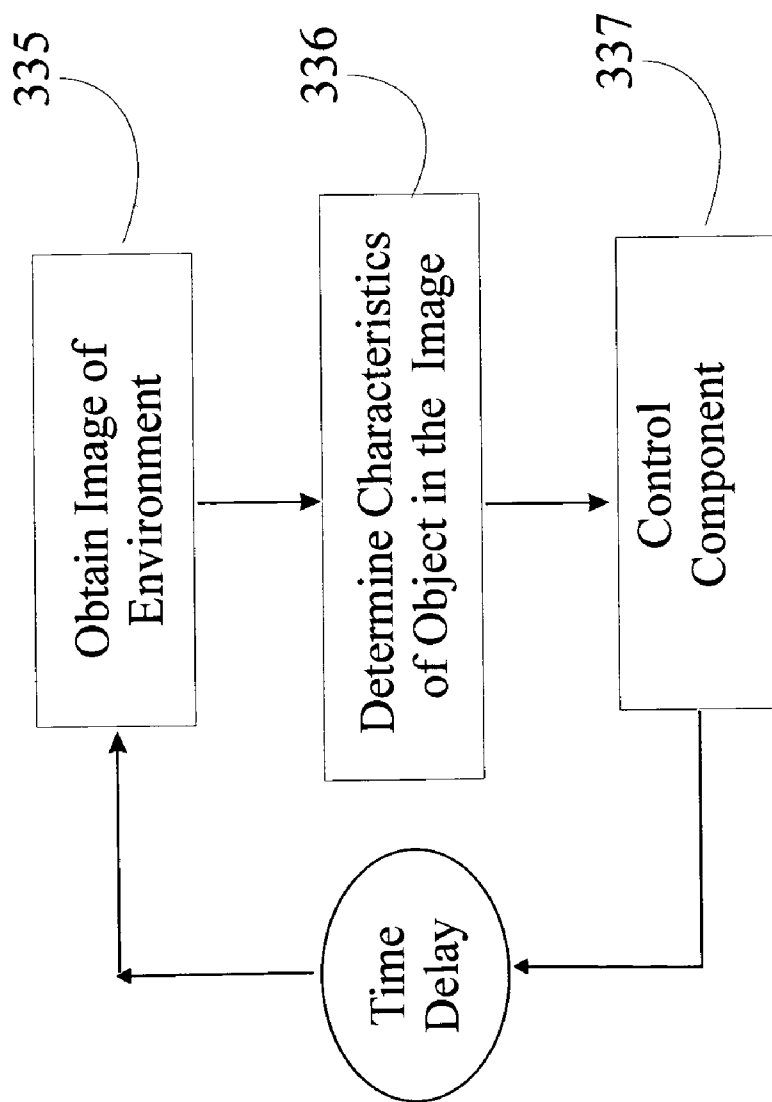 335
Obtain Image of
Environment
336
Determine Characteristics
of Object in the Image
337
Control
Component
Time
Delay